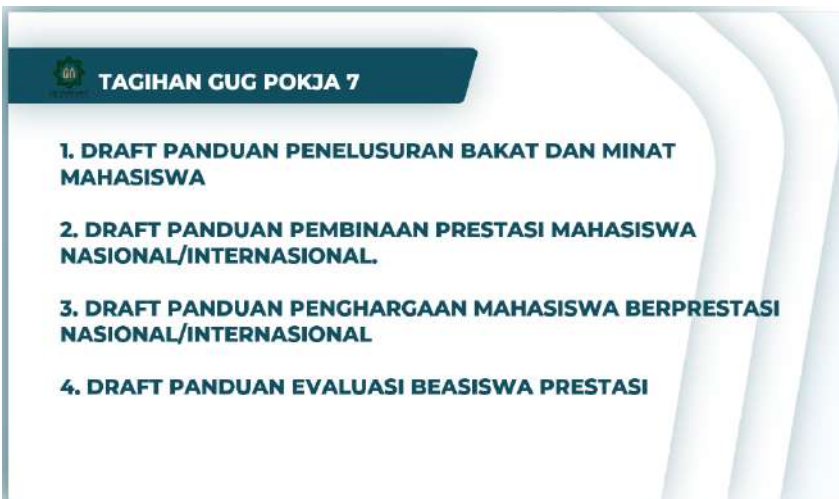 TAGIHAN GUG POKJA 7
1. DRAFT PANDUAN PENELUSURAN BAKAT DAN MINAT
MAHASISWA
2. DRAFT PANDUAN PEMBINAAN PRESTASI MAHASISWA
NASIONAL/INTERNASIONAL.
3. DRAFT PANDUAN PENGHARGAAN MAHASISWA BERPRESTASI
NASIONAL/INTERNASIONAL
4. DRAFT PANDUAN EVALUASI BEASISWA PRESTASI